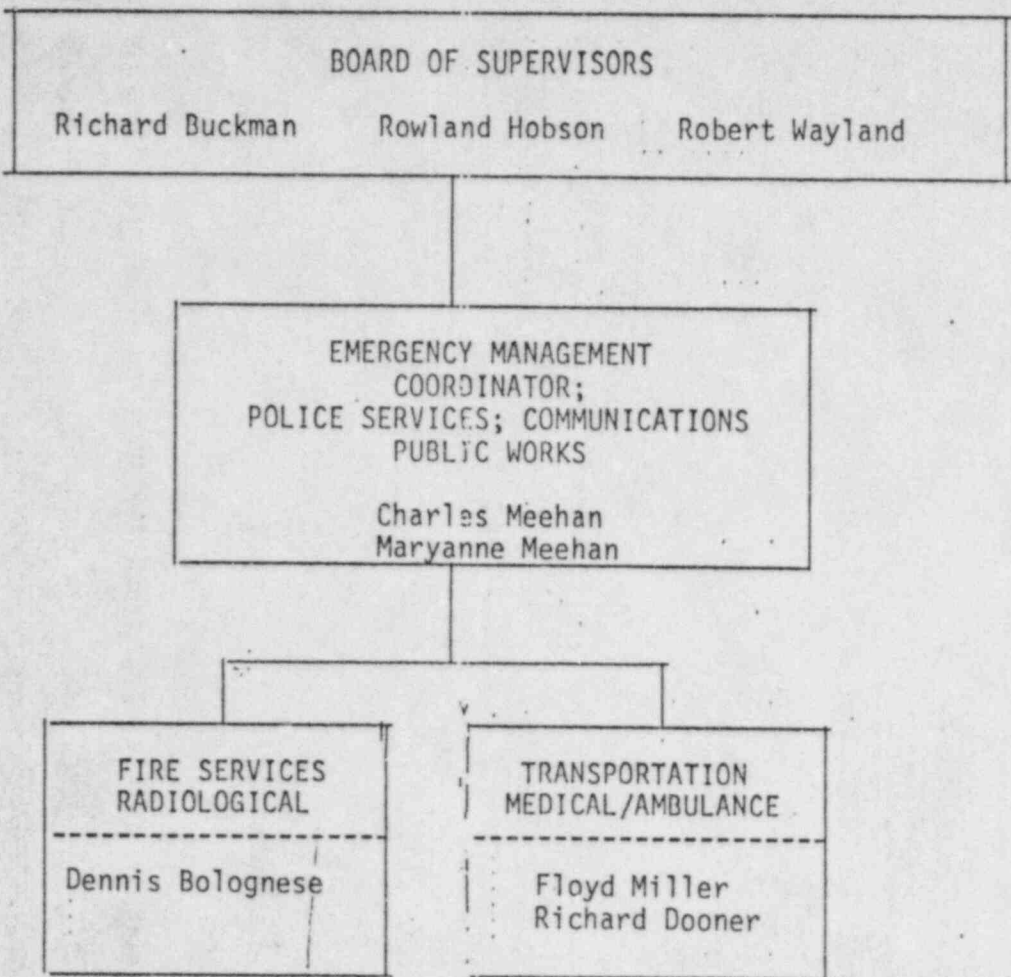 BOARD OF SUPERVISORS
Richard Buckman Rowland Hobson Robert Wayland
EMERGENCY MANAGEMENT
COORDINATOR;
POLICE SERVICES; COMMUNICATIONS
PUBLIC WORKS
Charles Meehan
Maryanne Meehan
FIRE SERVICES
RADIOLOGICAL
Dennis Bolognese
TRANSPORTATION
MEDICAL/AMBULANCE
Floyd Miller
Richard Dooner